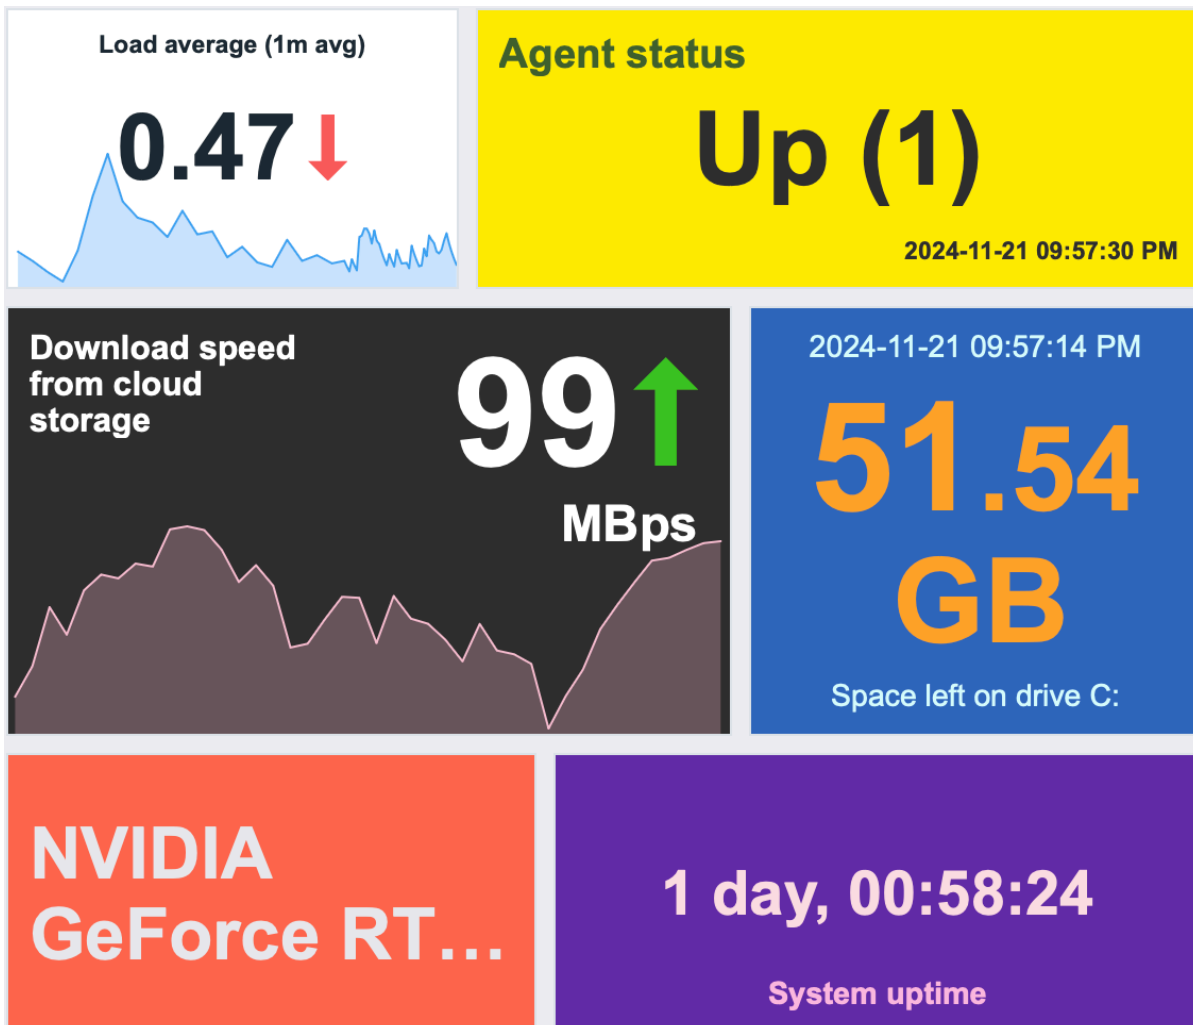 Load average (1m avg)
0.47
Agent status
Up (1)
2024-11-21 09:57:30 PM
Download speed
from cloud
storage
99
MBps
2024-11-21 09:57:14 PM
51.54
GB
Space left on drive C:
NVIDIA
GeForce RT...
1 day, 00:58:24
System uptime